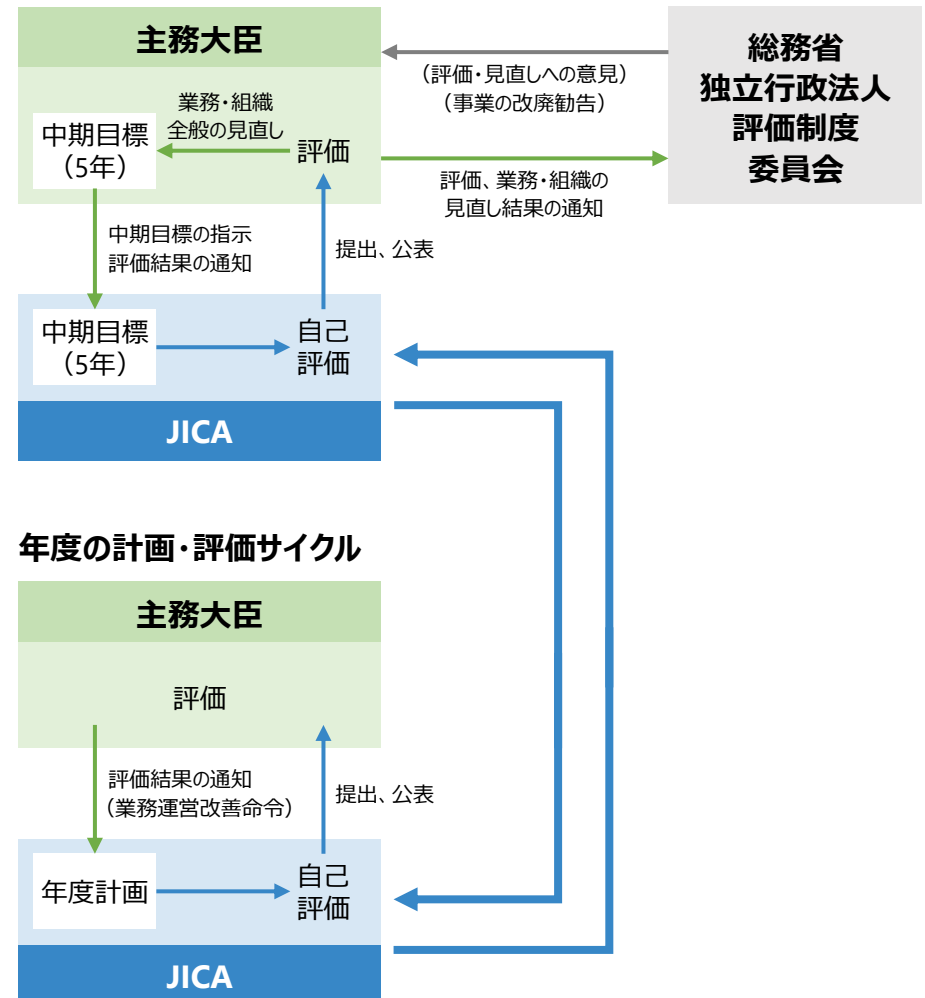 主務大臣
業務・組織
全般の見直し
中期目標
（5年）
評価
（評価・見直しへの意見）
（事業の改廃勧告）
評価、業務・組織の
見直し結果の通知
総務省
独立行政法人
評価制度
委員会
中期目標の指示
評価結果の通知
提出、公表
中期目標
（5年）
自己
評価
JICA
年度の計画・評価サイクル
主務大臣
評価
評価結果の通知
（業務運営改善命令）
提出、公表
年度計画
自己
評価
JICA